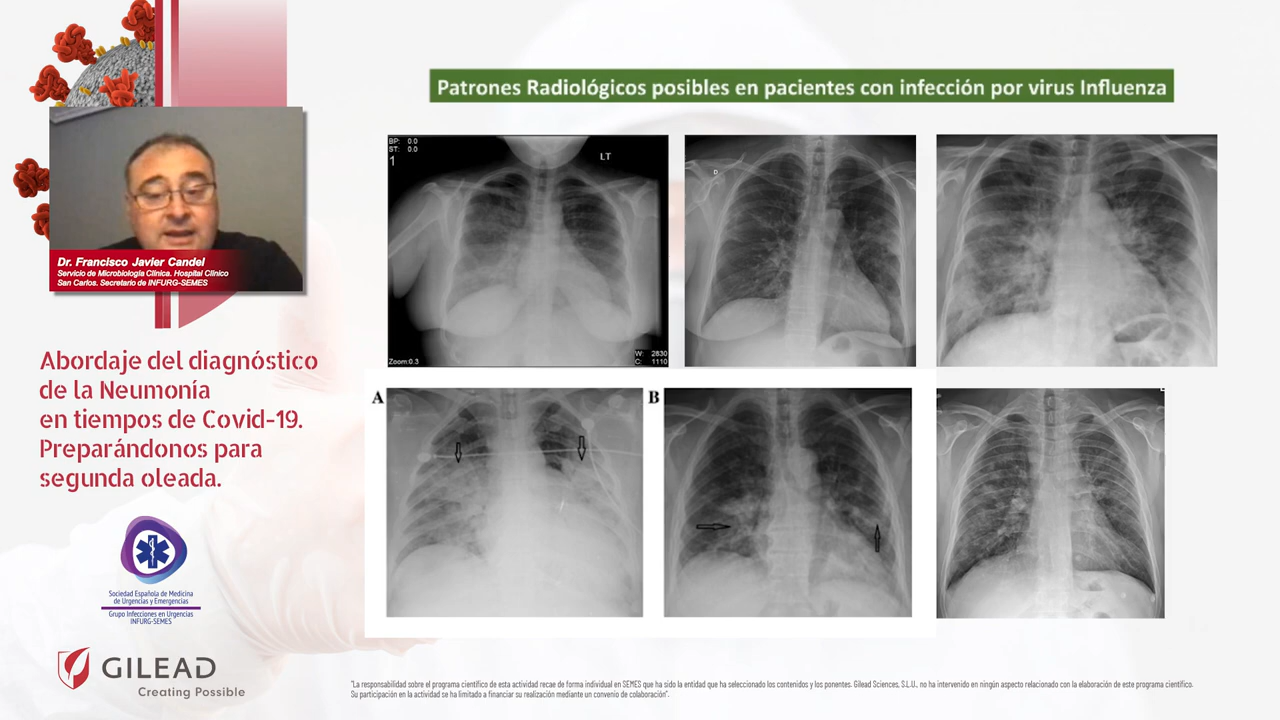 Patrones Radiológicos posibles en pacientes con infección por virus Influenza
BP: 0.0
ST: 0.0
1
LT
D
Zoom:0.3
W: 2830
C: 1110
A
B
Dr. Francisco Javier Candel
Servicio de Microbiología Clínica. Hospital Clínico
San Carlos. Secretario de INFURG-SEMES
Abordaje del diagnóstico
de la Neumonía
en tiempos de Covid-19.
Preparándonos para
segunda oleada.
Sociedad Española de Medicina
de Urgencias y Emergencias
Grupo Infecciones en Urgencias
INFURG-SEMES
GILEAD
Creating Possible
"La responsabilidad sobre el programa científico de esta actividad recae de forma individual en SEMES que ha sido la entidad que ha seleccionado los contenidos y los ponentes. Gilead Sciences, S.L.U., no ha intervenido en ningún aspecto relacionado con la elaboración de este programa científico.
Su participación en la actividad se ha limitado a financiar su realización mediante un convenio de colaboración".